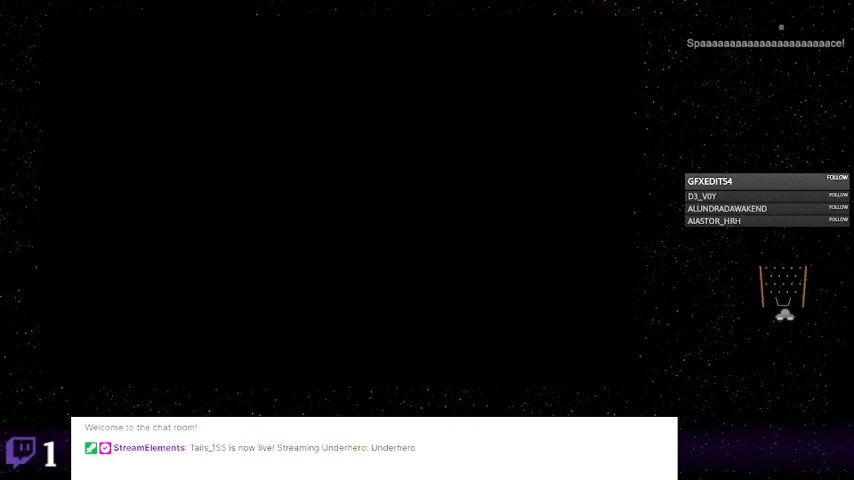 Spaaaaaaaaaaaaaaaaaaaaaace!
GFXEDITS4 FOLLOW
D3_V0Y FOLLOW
ALUNDRADAWAKEND FOLLOW
AIASTOR_HRH FOLLOW
Welcome to the chat room!
StreamElements: Tails_155 is now live! Streaming Underhero: Underhero
1